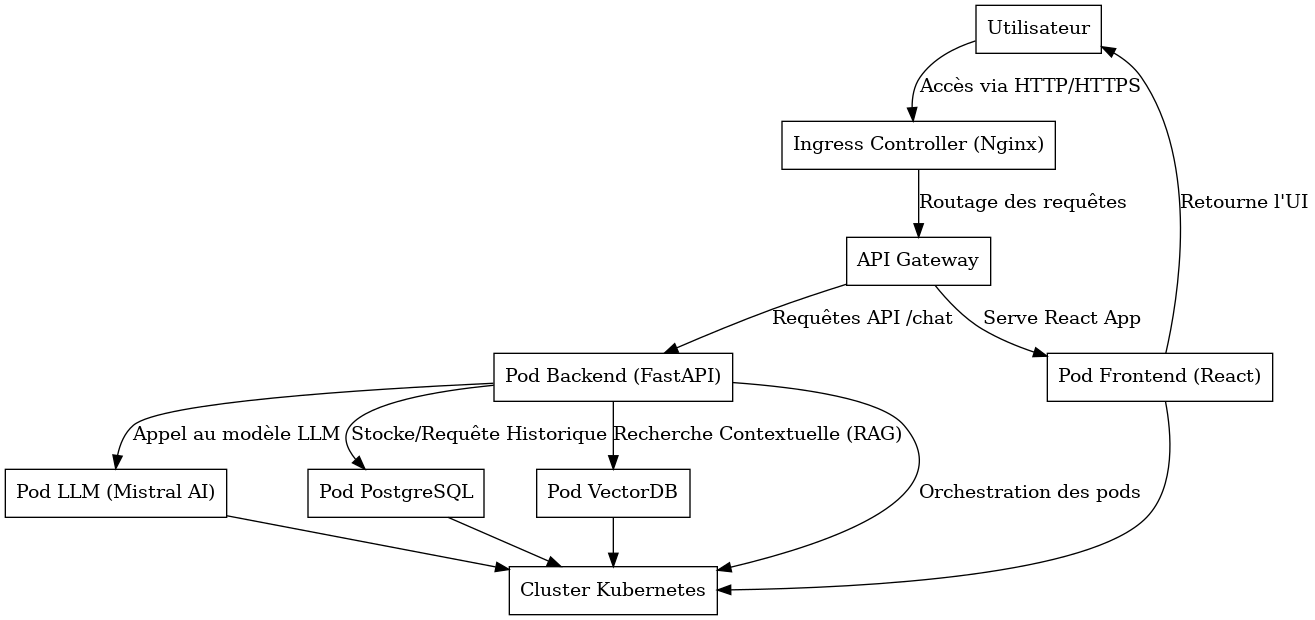 Utilisateur
Accès via HTTP/HTTPS
Ingress Controller (Nginx)
Routage des requêtes
Retourne l'UI
API Gateway
Requêtes API /chat
Serve React App
Pod Backend (FastAPI)
Pod Frontend (React)
Appel au modèle LLM
Stocke/Requête Historique
Recherche Contextuelle (RAG)
Pod LLM (Mistral AI)
Pod PostgreSQL
Pod VectorDB
Orchestration des pods
Cluster Kubernetes